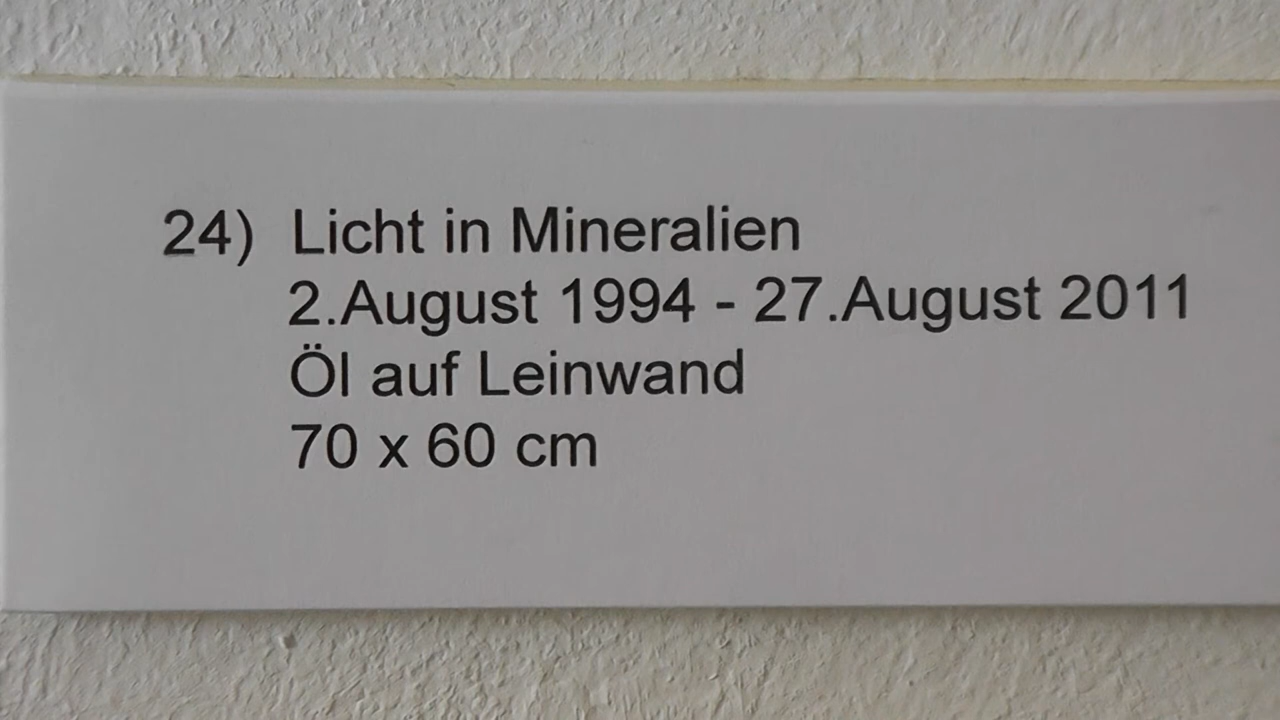 24) Licht in Mineralien
2.August 1994 - 27.August 2011
Öl auf Leinwand
70 x 60 cm